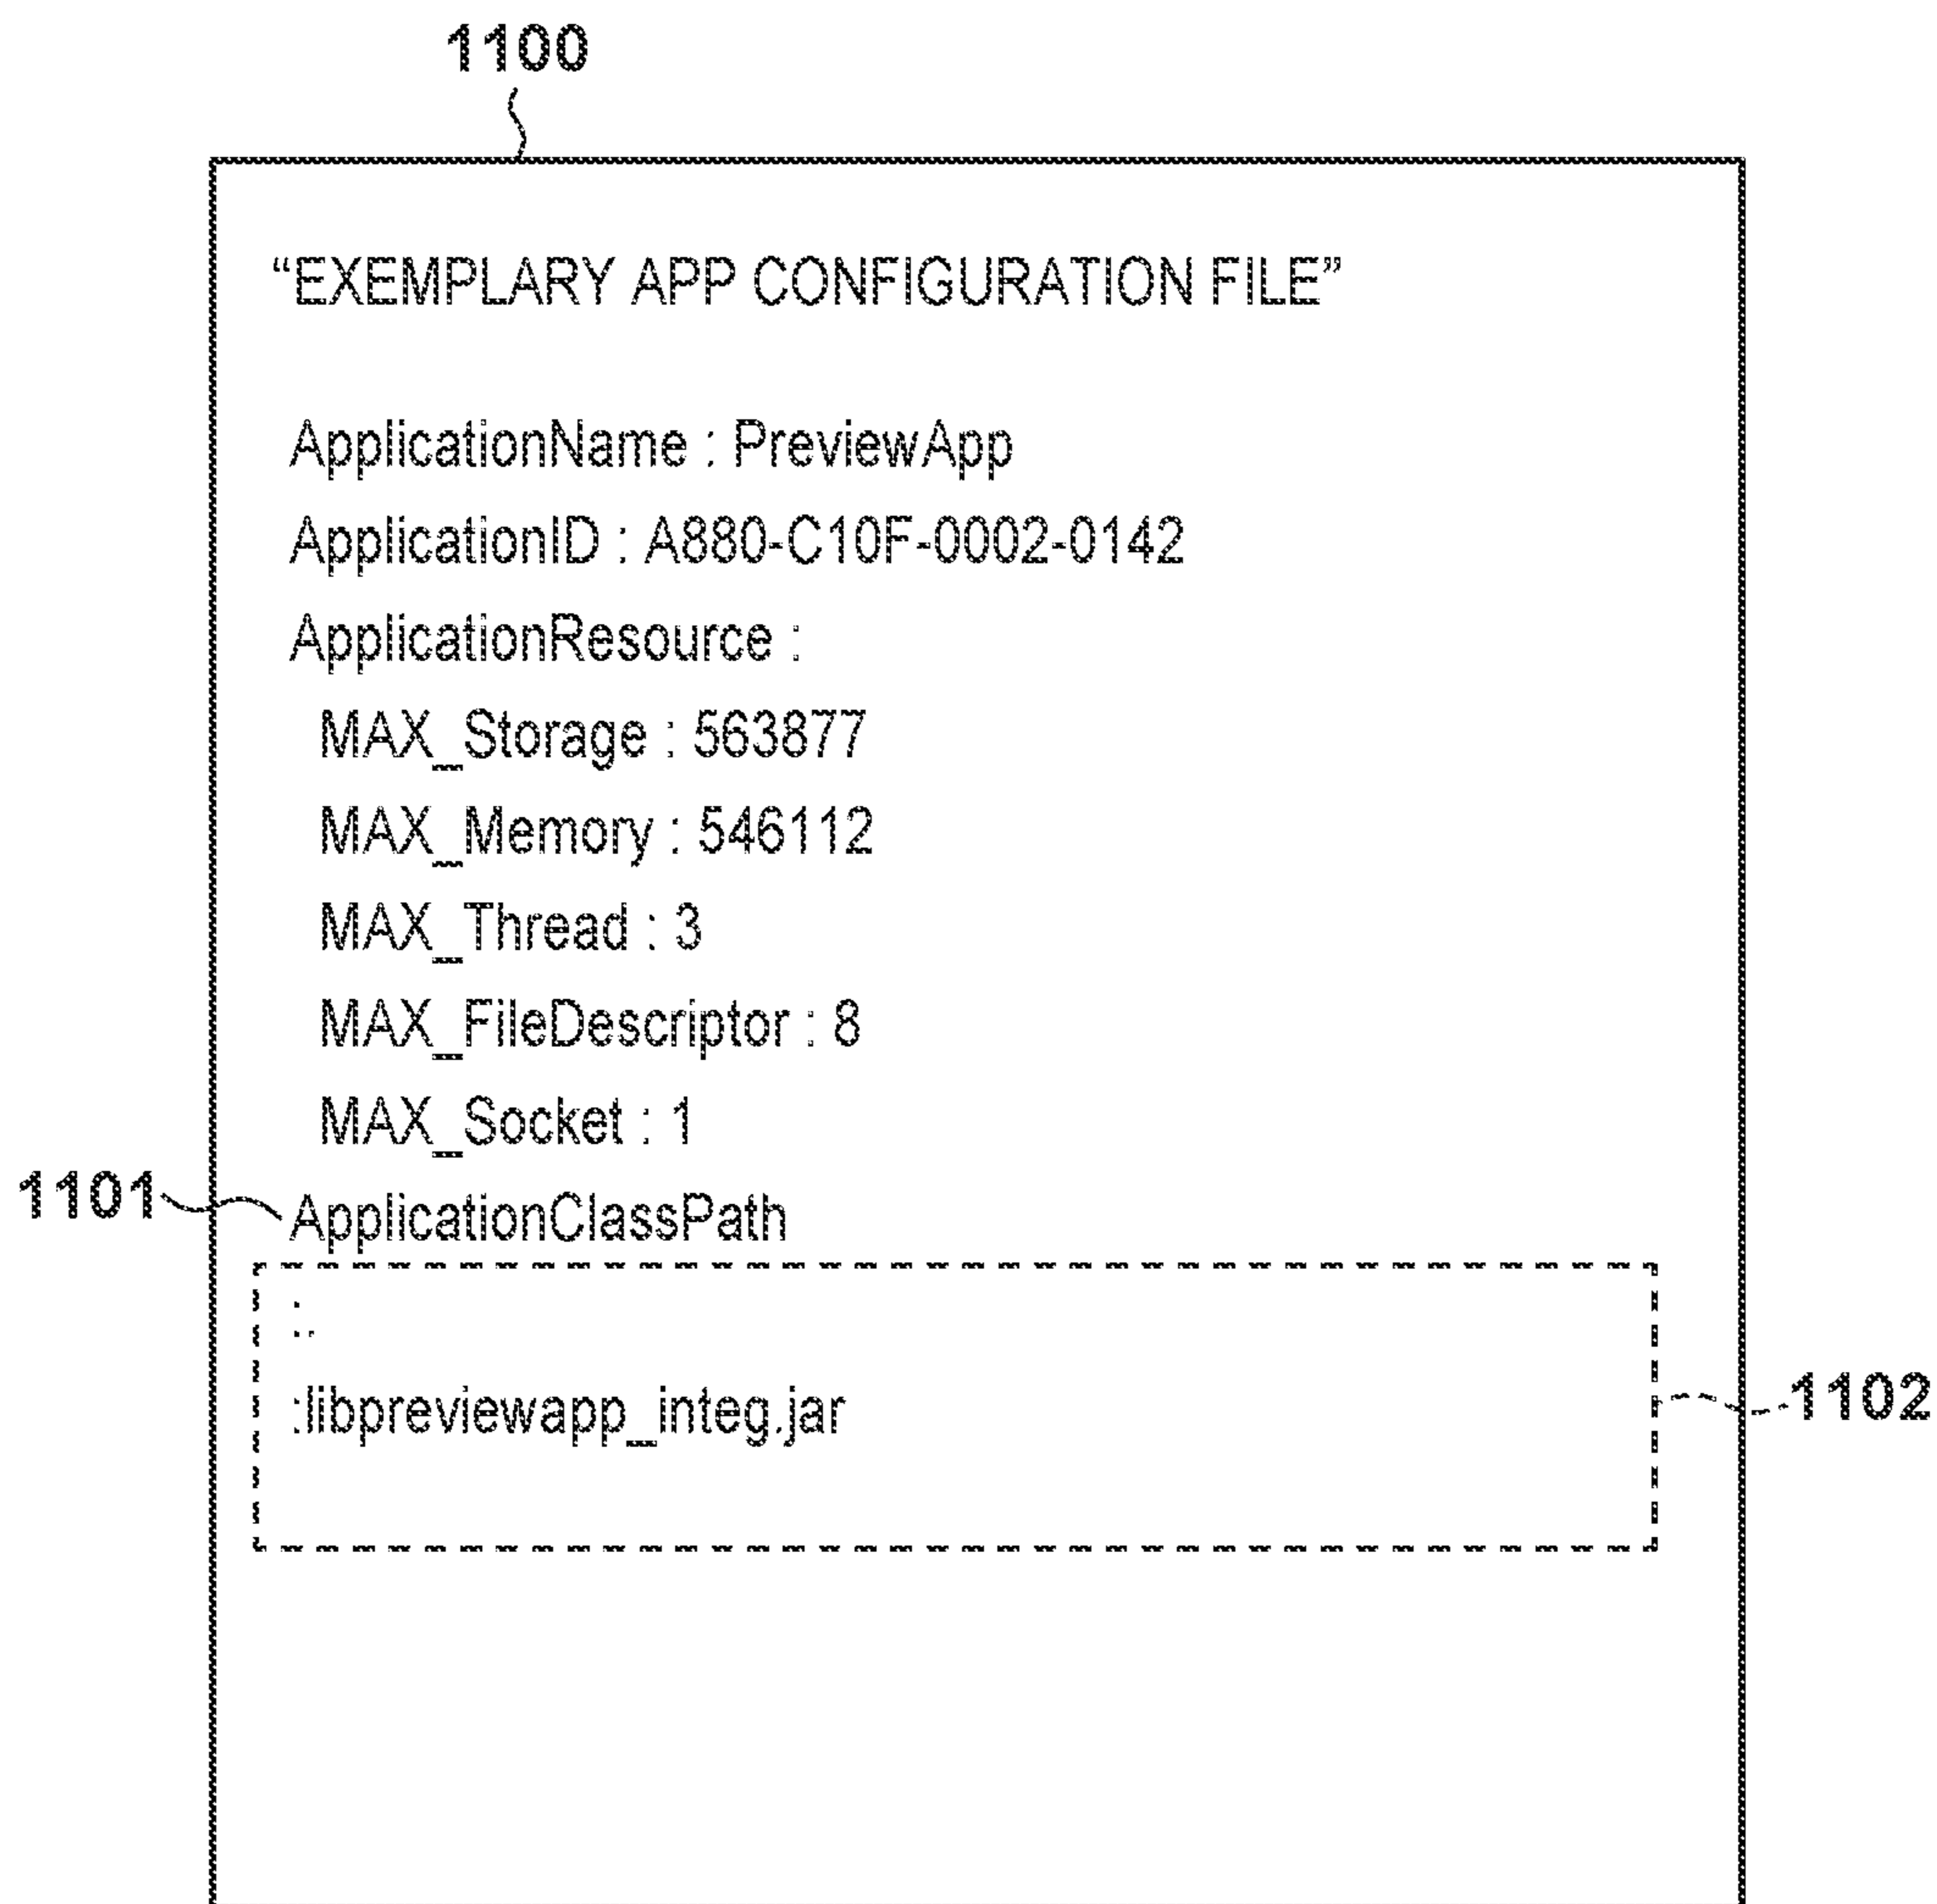 1100
“EXEMPLARY APP CONFIGURATION FILE”
ApplicationName : PreviewApp
ApplicationID : A880-C10F-0002-0142
ApplicationResource :
MAX_Storage : 563877
MAX_Memory : 546112
MAX_Thread : 3
MAX_FileDescriptor : 8
MAX_Socket : 1
1101
ApplicationClassPath
:.
:libpreviewapp_integ.jar
1102